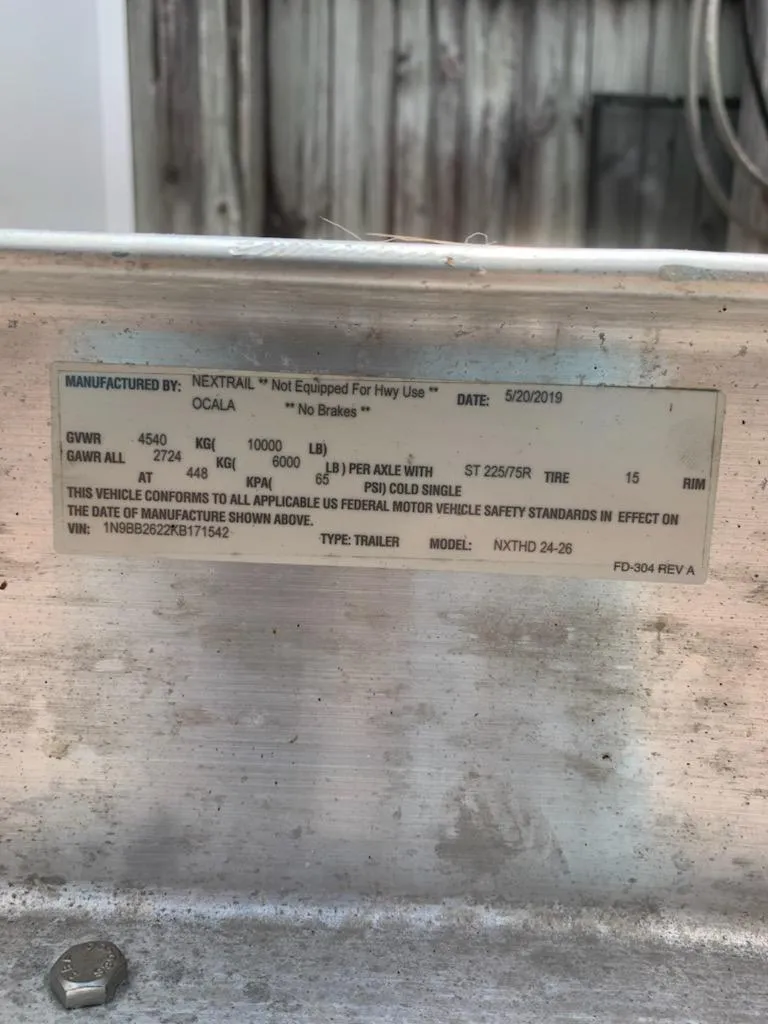 MANUFACTURED BY: NEXTRAIL ** Not Equipped For Hwy Use ** DATE: 5/20/2019
OCALA ** No Brakes **
GVWR 4540 KG( 10000 LB)
GAWR ALL 2724 KG( 6000 LB ) PER AXLE WITH ST 225/75R TIRE 15 RIM
AT 448 KPA( 65 PSI) COLD SINGLE
THIS VEHICLE CONFORMS TO ALL APPLICABLE US FEDERAL MOTOR VEHICLE SAFETY STANDARDS IN EFFECT ON
THE DATE OF MANUFACTURE SHOWN ABOVE.
VIN: 1N9BB2622KB171542 TYPE: TRAILER MODEL: NXTHD 24-26
FD-304 REV A